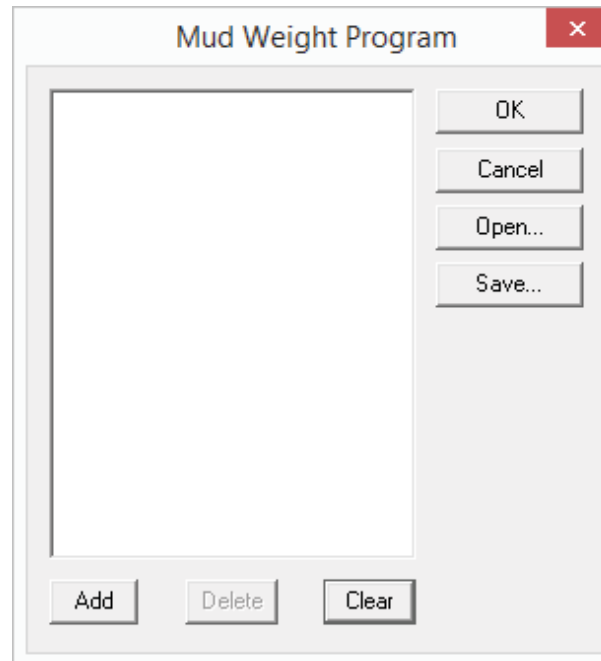 Mud Weight Program
OK
Cancel
Open...
Save...
Add Delete Clear